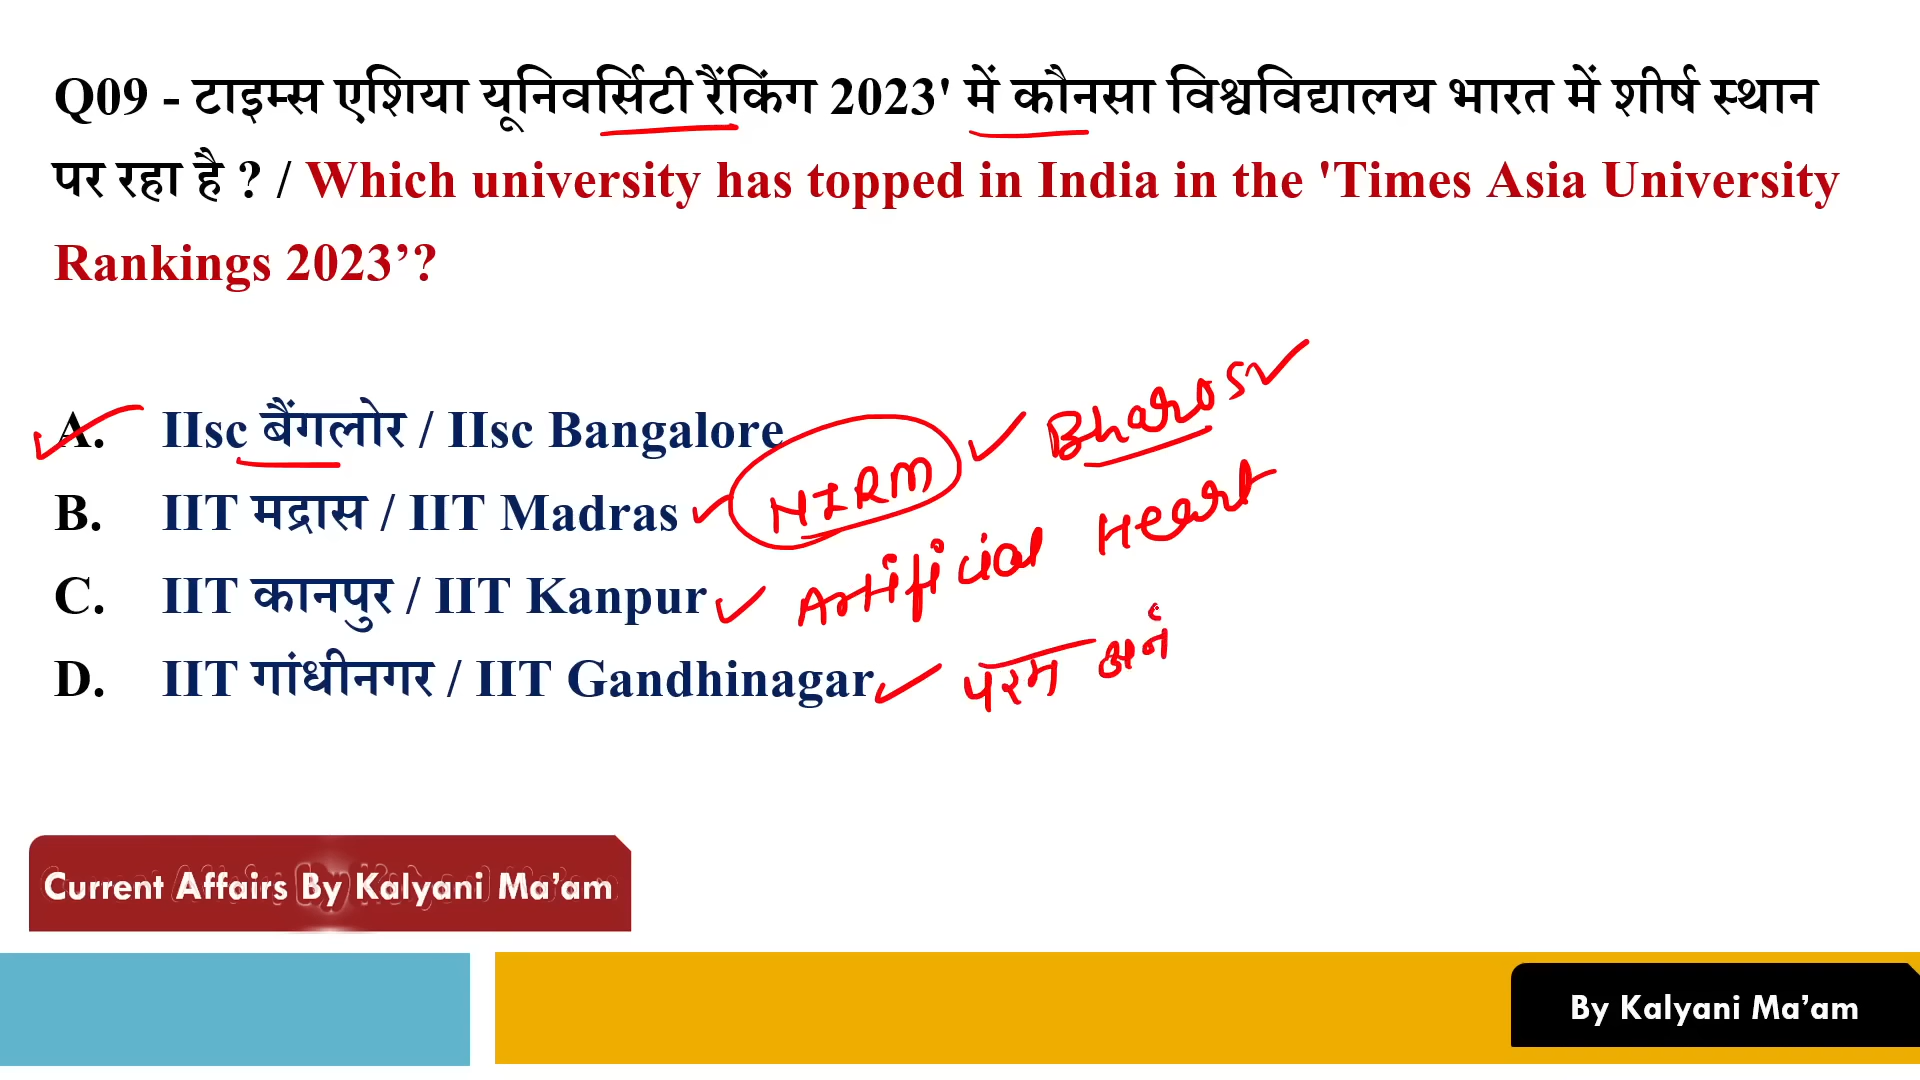 Q09 - टाइम्स एशिया यूनिवर्सिटी रैंकिंग 2023' में कौनसा विश्वविद्यालय भारत में शीर्ष स्थान
पर रहा है ? / Which university has topped in India in the 'Times Asia University
Rankings 2023’?
A. IIsc बैंगलोर / IIsc Bangalore
Bharos
B. IIT मद्रास / IIT Madras
NIRM
C. IIT कानपुर / IIT Kanpur
Artificial Heart
D. IIT गांधीनगर / IIT Gandhinagar
परम अनं
Current Affairs By Kalyani Ma’am
By Kalyani Ma’am